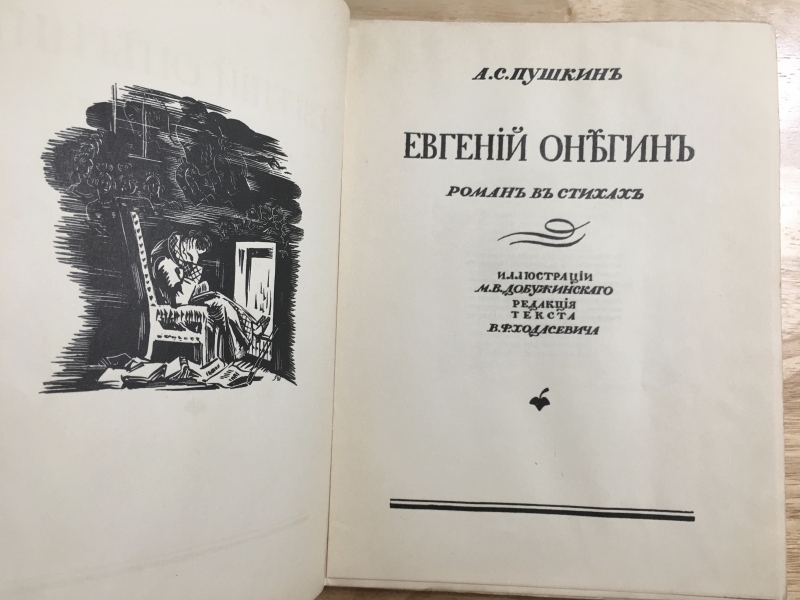 А.С.ПУШКИНЪ
ЕВГЕНІЙ ОНѢГИНЪ
РОМАНЪ ВЪ СТИХАХЪ
ИЛЛЮСТРАЦІИ
М.В.ДОБУЖИНСКАГО
РЕДАКЦІЯ
ТЕКСТА
В.Ф.ХОДАСЕВИЧА